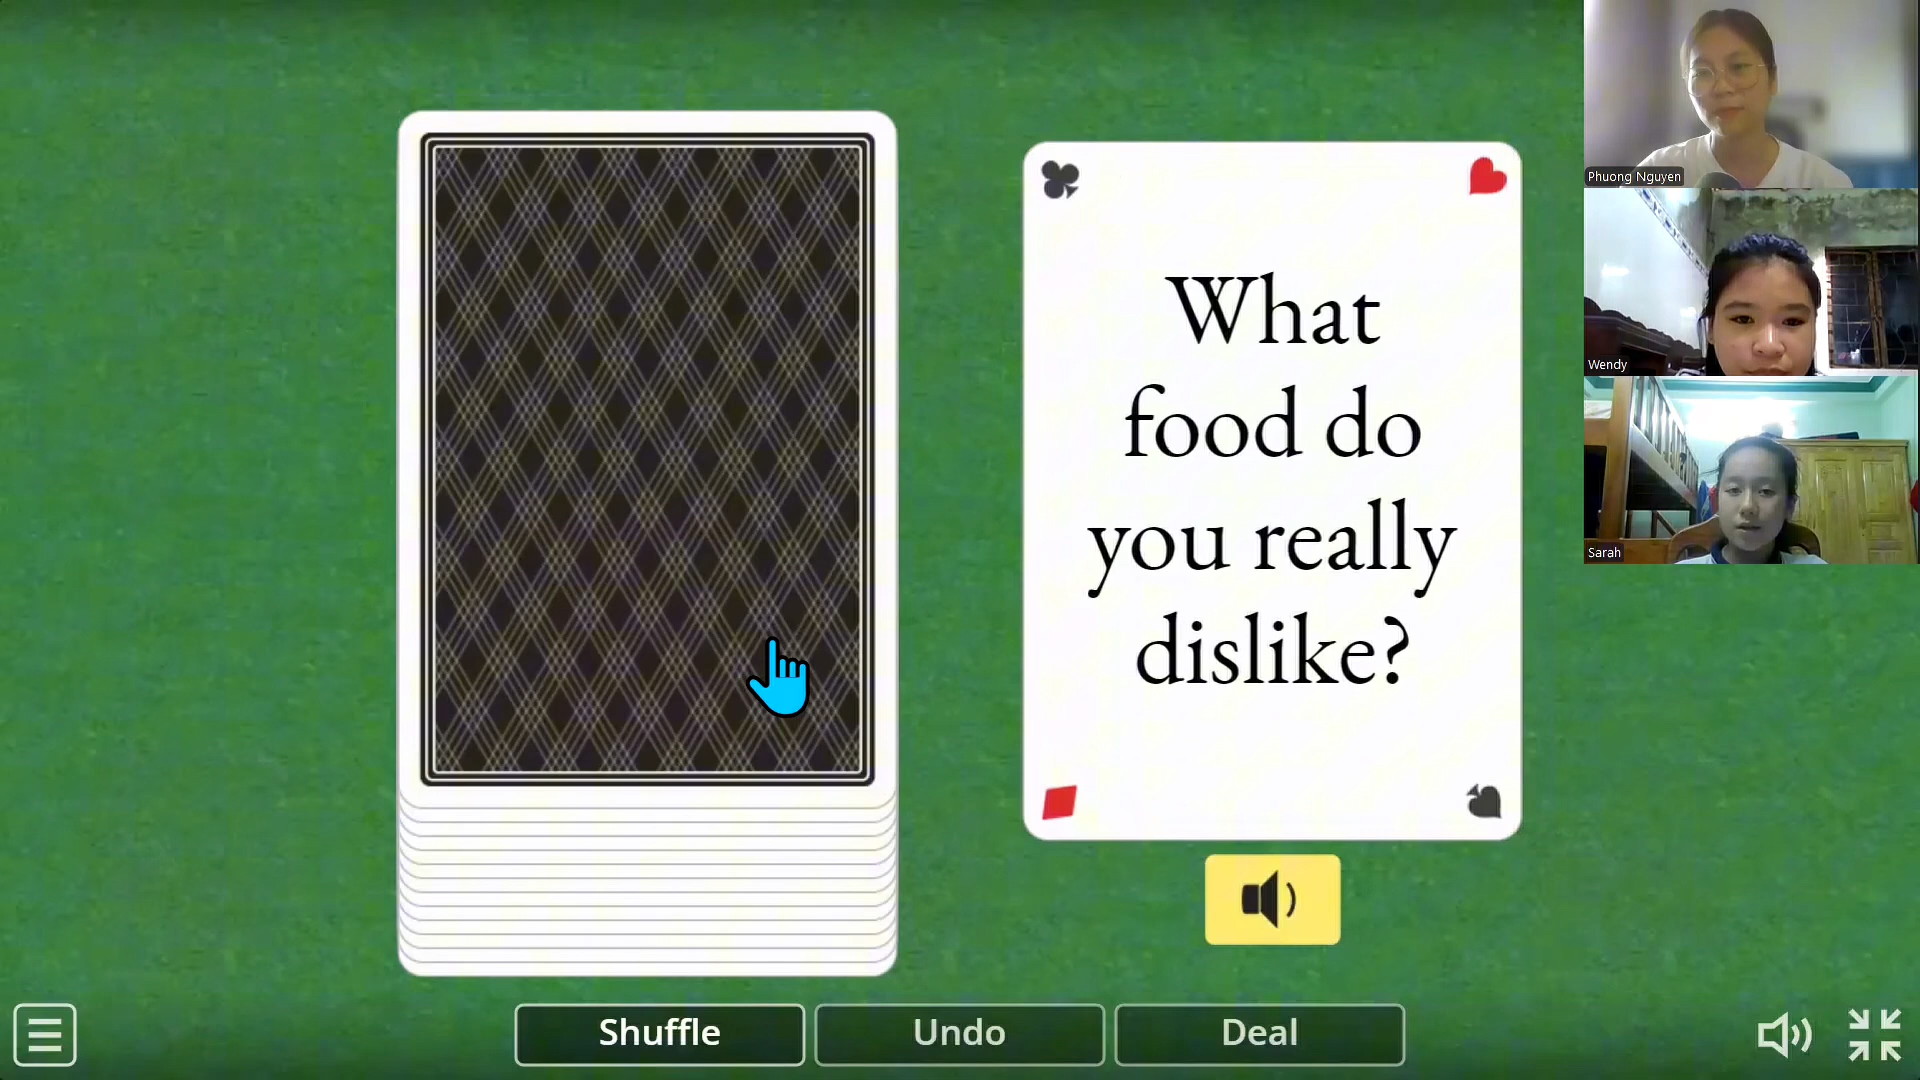 What
food do
you really
dislike?
Phuong Nguyen
Wendy
Sarah
Shuffle
Undo
Deal